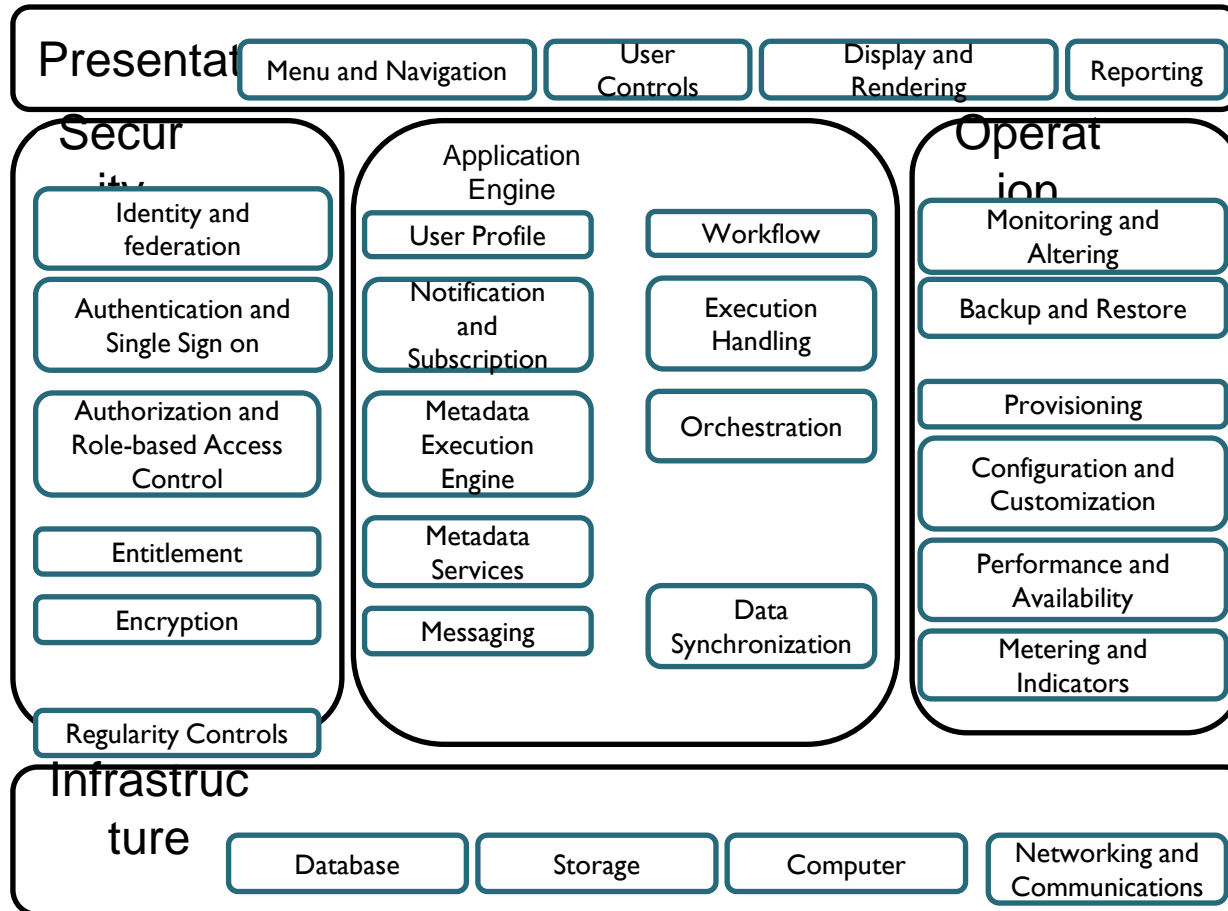 Presentat
Menu and Navigation
User
Controls
Display and
Rendering
Reporting
Secur
ity
Identity and
federation
Authentication and
Single Sign on
Authorization and
Role-based Access
Control
Entitlement
Encryption
Regularity Controls
Application
Engine
User Profile
Notification
and
Subscription
Metadata
Execution
Engine
Metadata
Services
Messaging
Workflow
Execution
Handling
Orchestration
Data
Synchronization
Operat
ion
Monitoring and
Altering
Backup and Restore
Provisioning
Configuration and
Customization
Performance and
Availability
Metering and
Indicators
Infrastruc
ture
Database
Storage
Computer
Networking and
Communications